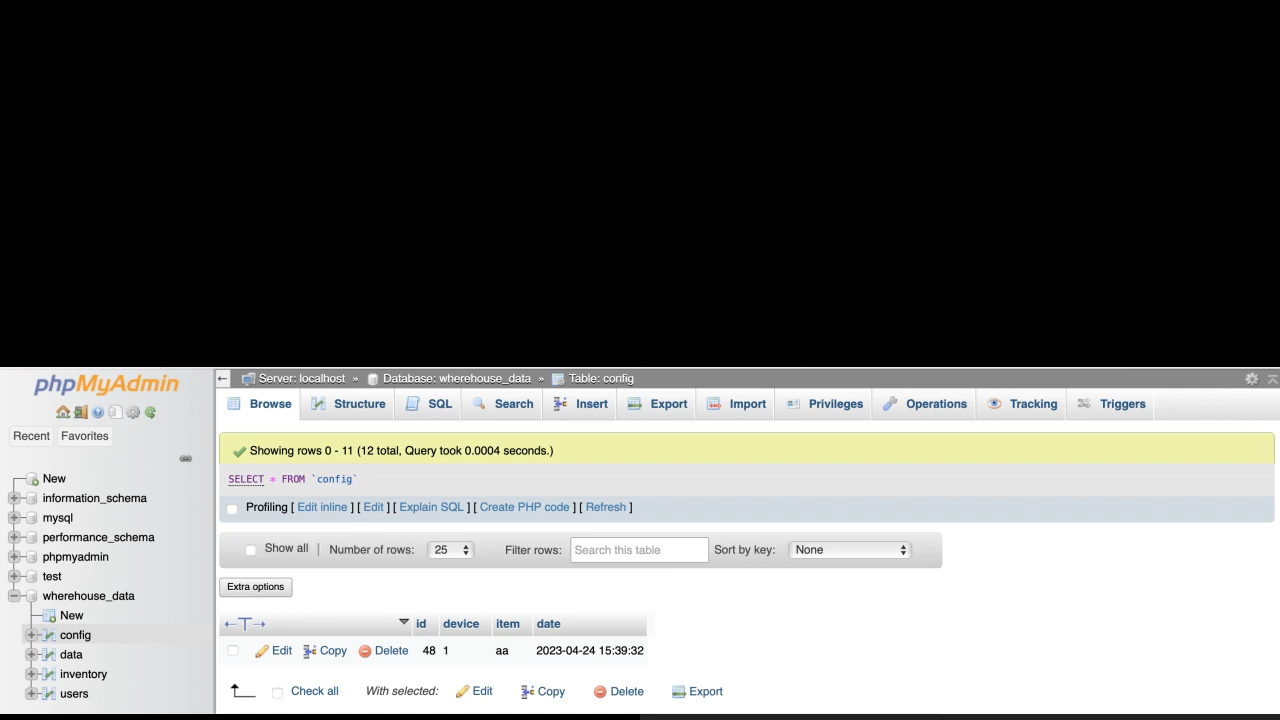 phpMyAdmin
Recent Favorites
New
information_schema
mysql
performance_schema
phpmyadmin
test
wherehouse_data
New
config
data
inventory
users
Server: localhost » Database: wherehouse_data » Table: config
Browse Structure SQL Search Insert Export Import Privileges Operations Tracking Triggers
Showing rows 0 - 11 (12 total, Query took 0.0004 seconds.)
SELECT * FROM `config`
Profiling [ Edit inline ] [ Edit ] [ Explain SQL ] [ Create PHP code ] [ Refresh ]
Show all | Number of rows: 25 Filter rows: Search this table Sort by key: None
Extra options
←T→ id device item date
Edit Copy Delete 48 1 aa 2023-04-24 15:39:32
Check all With selected: Edit Copy Delete Export